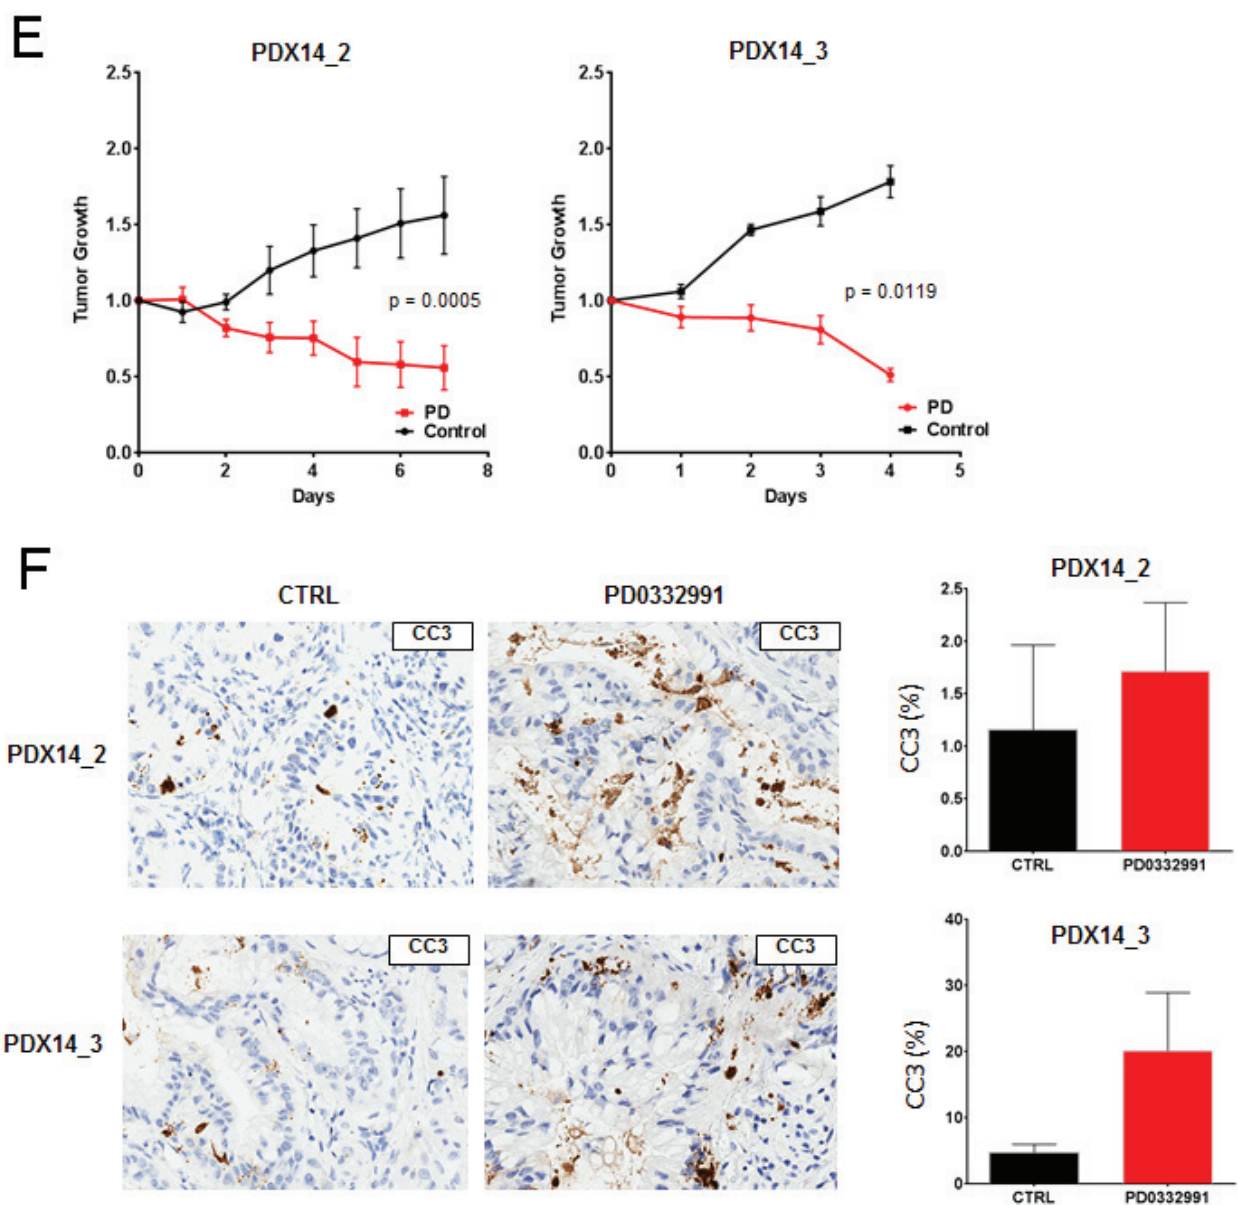 E
PDX14_2
PDX14_3
2.5
2.0
1.5
1.0
0.5
0.0
Tumor Growth
p = 0.0005
PD
Control
0 2 4 6 8
Days
2.5
2.0
1.5
1.0
0.5
0.0
Tumor Growth
p = 0.0119
PD
Control
0 1 2 3 4 5
Days
F
CTRL
PD0332991
PDX14_2
CC3
CC3
PDX14_2
2.5
2.0
1.5
1.0
0.5
0.0
CC3 (%)
CTRL PD0332991
PDX14_3
CC3
CC3
PDX14_3
40
30
20
10
0
CC3 (%)
CTRL PD0332991